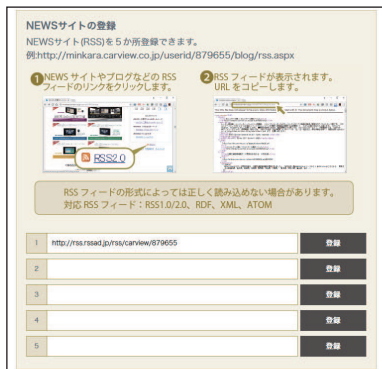 NEWSサイトの登録
NEWSサイト(RSS)を5か所登録できます。
例:http://minkara.carview.co.jp/userid/879655/blog/rss.aspx
1 NEWS サイトやブログなどの RSS
フィードのリンクをクリックします。
2 RSS フィードが表示されます。
URL をコピーします。
RSS2.0
RSS フィードの形式によっては正しく読み込めない場合があります。
対応 RSS フィード：RSS1.0/2.0、RDF、XML、ATOM
1 http://rss.rssad.jp/rss/carview/879655 登録
2 登録
3 登録
4 登録
5 登録